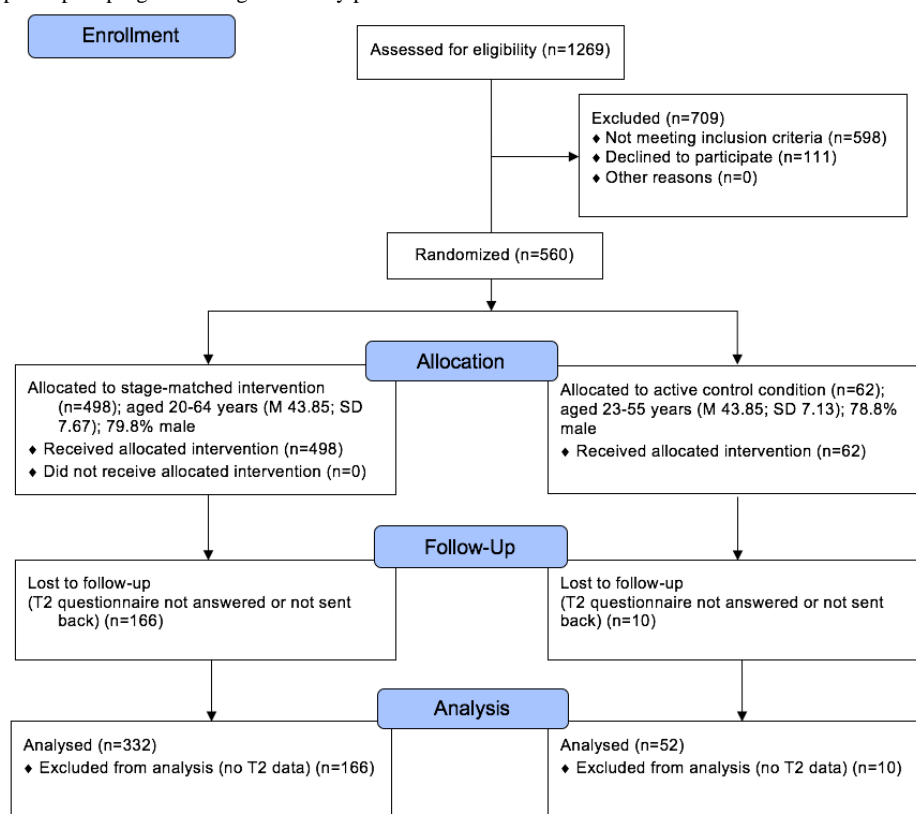 Enrollment
Assessed for eligibility (n=1269)
Excluded (n=709)
♦ Not meeting inclusion criteria (n=598)
♦ Declined to participate (n=111)
♦ Other reasons (n=0)
Randomized (n=560)
Allocation
Allocated to stage-matched intervention
(n=498); aged 20-64 years (M 43.85; SD
7.67); 79.8% male
♦ Received allocated intervention (n=498)
♦ Did not receive allocated intervention (n=0)
Allocated to active control condition (n=62);
aged 23-55 years (M 43.85; SD 7.13); 78.8%
male
♦ Received allocated intervention (n=62)
Follow-Up
Lost to follow-up
(T2 questionnaire not answered or not sent
back) (n=166)
Lost to follow-up
(T2 questionnaire not answered or not sent
back) (n=10)
Analysis
Analysed (n=332)
♦ Excluded from analysis (no T2 data) (n=166)
Analysed (n=52)
♦ Excluded from analysis (no T2 data) (n=10)